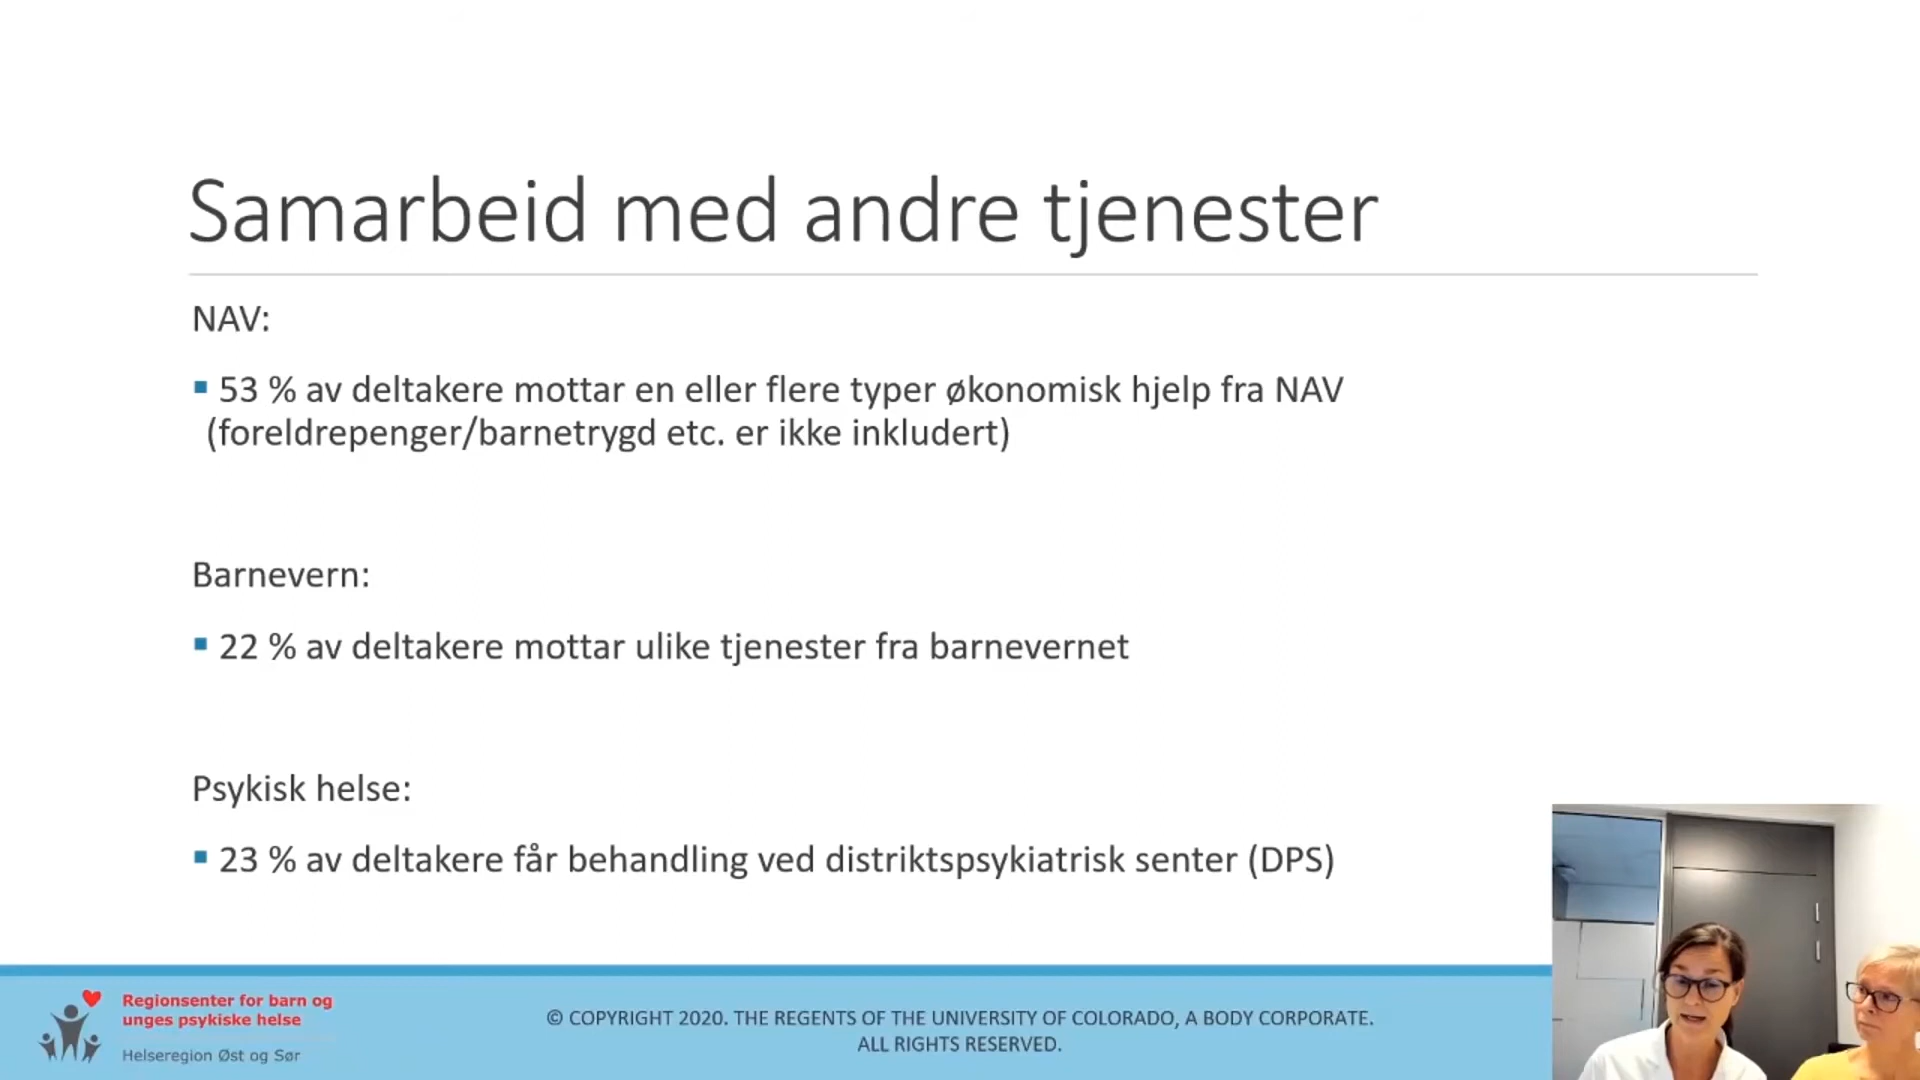 Samarbeid med andre tjenester
NAV:
▪ 53 % av deltakere mottar en eller flere typer økonomisk hjelp fra NAV
(foreldrepenger/barnetrygd etc. er ikke inkludert)
Barnevern:
▪ 22 % av deltakere mottar ulike tjenester fra barnevernet
Psykisk helse:
▪ 23 % av deltakere får behandling ved distriktspsykiatrisk senter (DPS)
Regionsenter for barn og
unges psykiske helse
Helseregion Øst og Sør
© COPYRIGHT 2020. THE REGENTS OF THE UNIVERSITY OF COLORADO, A BODY CORPORATE.
ALL RIGHTS RESERVED.